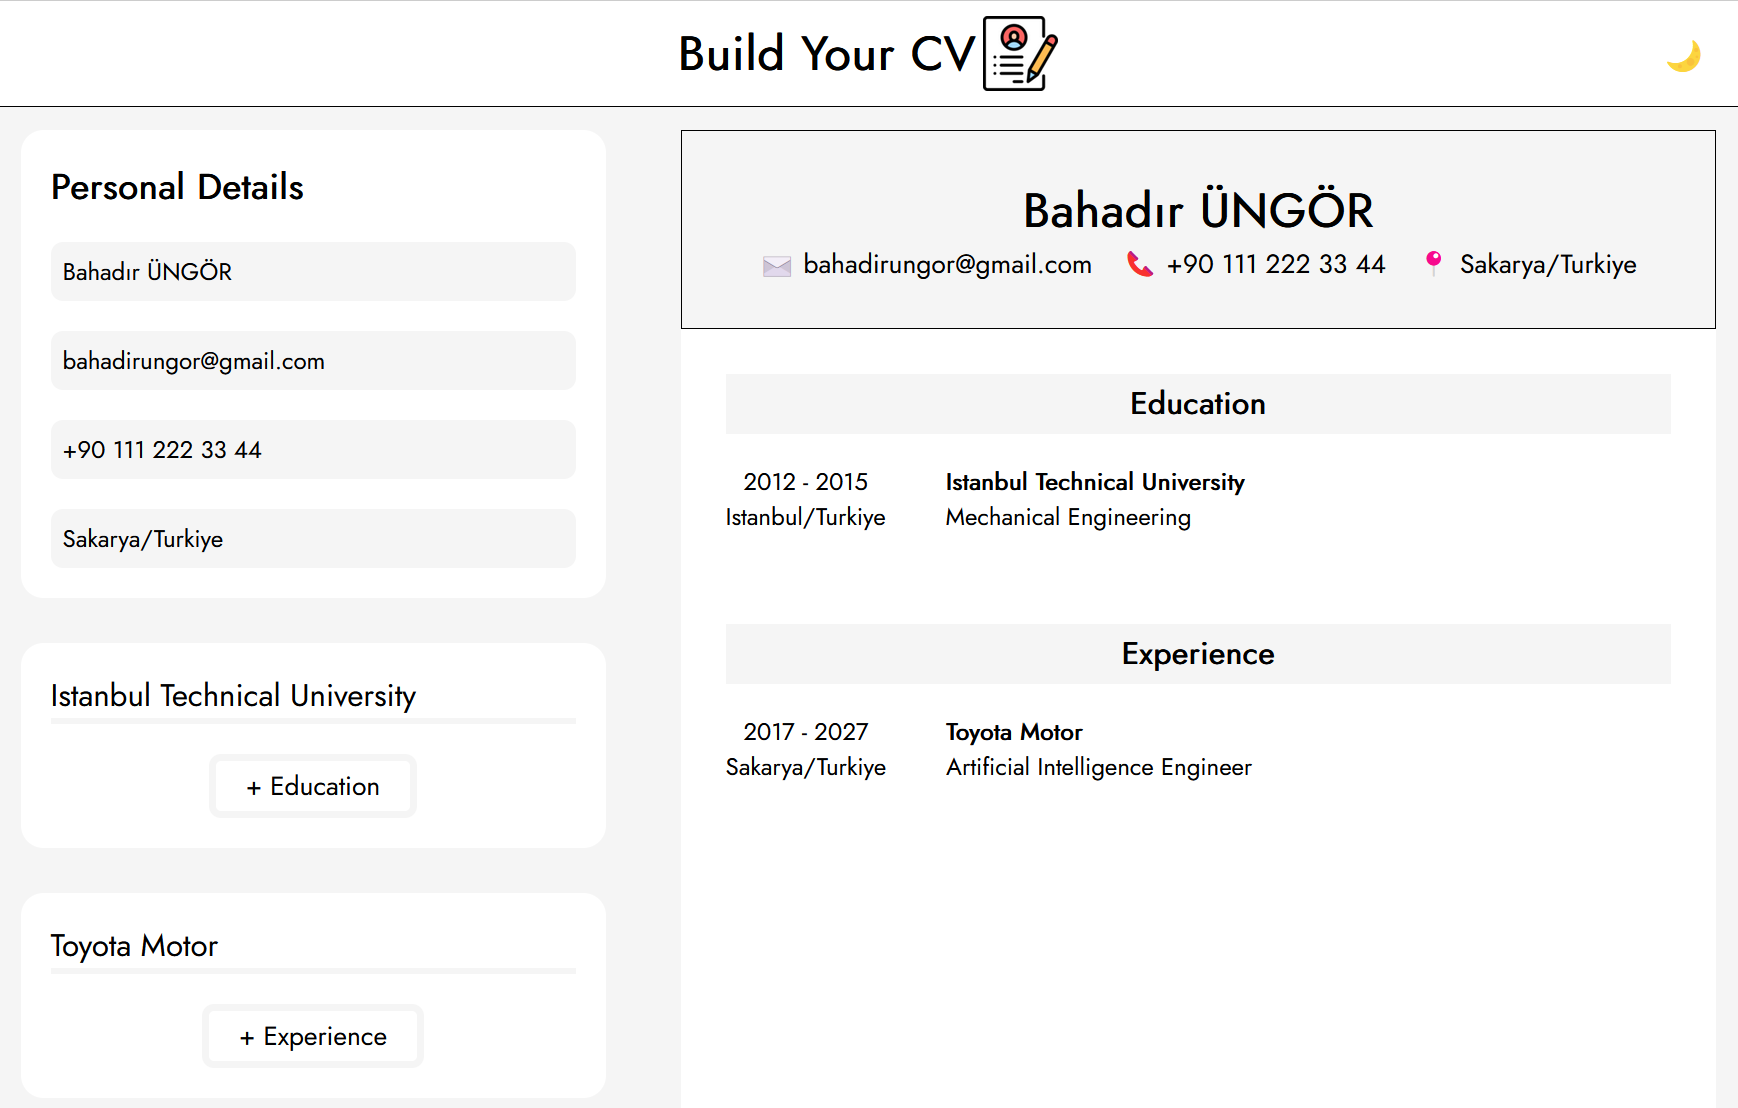 Build Your CV
Personal Details
Bahadır ÜNGÖR
bahadirungor@gmail.com
+90 111 222 33 44
Sakarya/Turkiye
Istanbul Technical University
+ Education
Toyota Motor
+ Experience
Bahadır ÜNGÖR
bahadirungor@gmail.com +90 111 222 33 44 Sakarya/Turkiye
Education
2012 - 2015 Istanbul Technical University
Istanbul/Turkiye Mechanical Engineering
Experience
2017 - 2027 Toyota Motor
Sakarya/Turkiye Artificial Intelligence Engineer